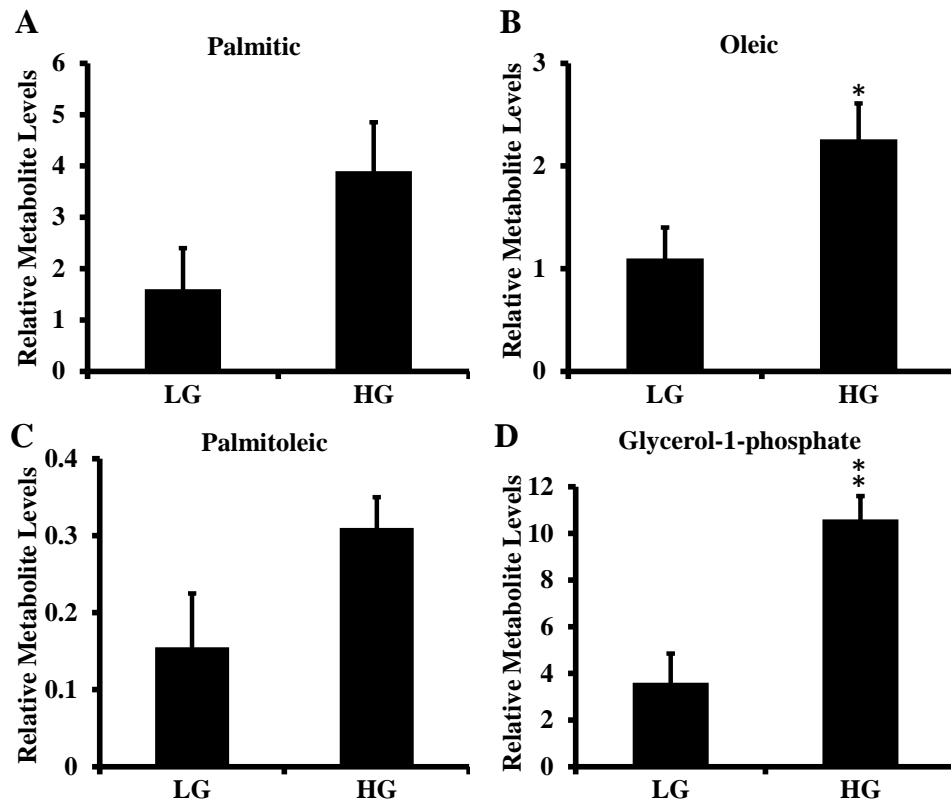 A
Palmitic
Relative Metabolite Levels
6
5
4
3
2
1
0
LG HG
B
Oleic
Relative Metabolite Levels
3
2
1
0
*
LG HG
C
Palmitoleic
Relative Metabolite Levels
0.4
0.3
0.2
0.1
0
LG HG
D
Glycerol-1-phosphate
Relative Metabolite Levels
12
10
8
6
4
2
0
*
*
LG HG